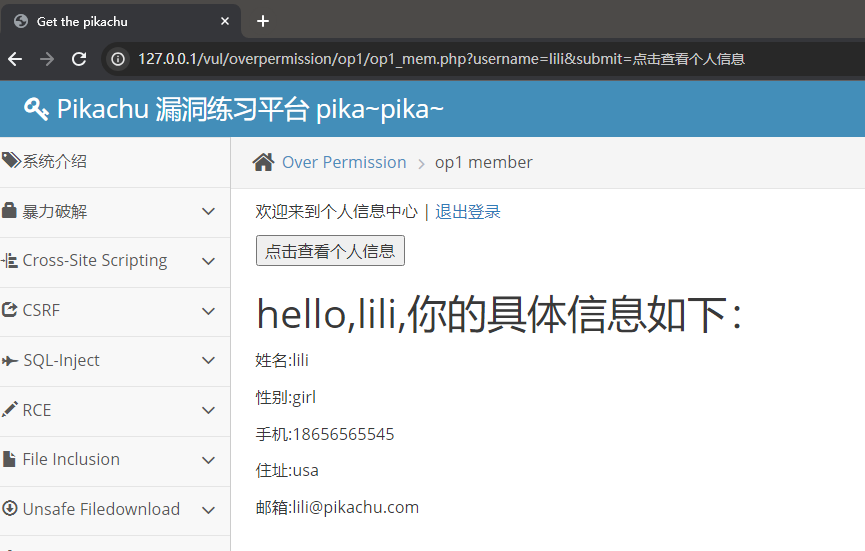 Get the pikachu
127.0.0.1/vul/overpermission/op1/op1_mem.php?username=lili&submit=点击查看个人信息
Pikachu 漏洞练习平台 pika~pika~
系统介绍
暴力破解
Cross-Site Scripting
CSRF
SQL-Inject
RCE
File Inclusion
Unsafe Filedownload
Over Permission
op1 member
欢迎来到个人信息中心 | 退出登录
点击查看个人信息
hello,lili,你的具体信息如下：
姓名:lili
性别:girl
手机:18656565545
住址:usa
邮箱:lili@pikachu.com